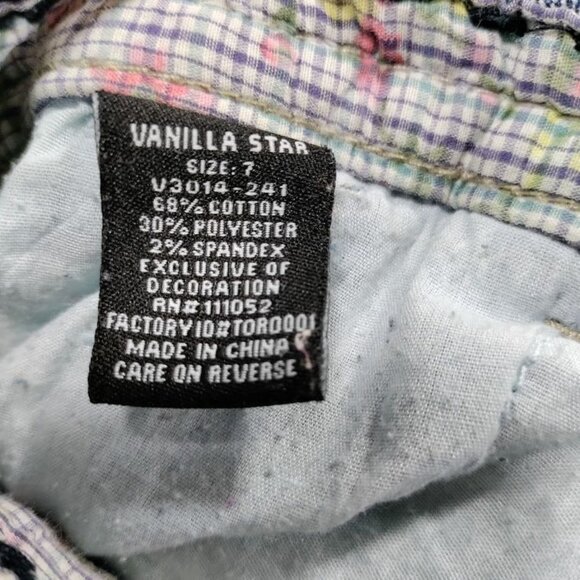 VANILLA STAR
SIZE: 7
V3014-241
68% COTTON
30% POLYESTER
2% SPANDEX
EXCLUSIVE OF
DECORATION
RN#111052
FACTORY ID#TOR0001
MADE IN CHINA
CARE ON REVERSE